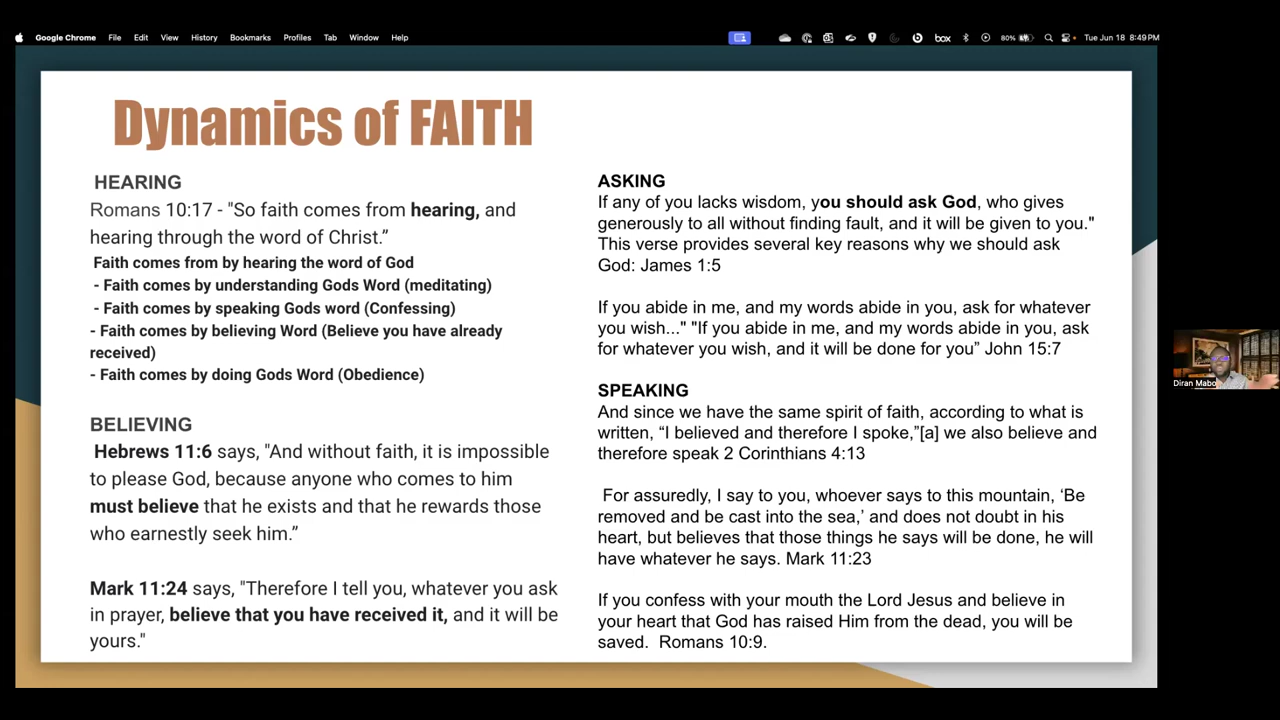 Google Chrome File Edit View History Bookmarks Profiles Tab Window Help box 80% Tue Jun 18 8:49 PM
Dynamics of FAITH
HEARING
Romans 10:17 - "So faith comes from hearing, and
hearing through the word of Christ.”
Faith comes from by hearing the word of God
- Faith comes by understanding Gods Word (meditating)
- Faith comes by speaking Gods word (Confessing)
- Faith comes by believing Word (Believe you have already
received)
- Faith comes by doing Gods Word (Obedience)
BELIEVING
Hebrews 11:6 says, "And without faith, it is impossible
to please God, because anyone who comes to him
must believe that he exists and that he rewards those
who earnestly seek him.”
Mark 11:24 says, "Therefore I tell you, whatever you ask
in prayer, believe that you have received it, and it will be
yours."
ASKING
If any of you lacks wisdom, you should ask God, who gives
generously to all without finding fault, and it will be given to you."
This verse provides several key reasons why we should ask
God: James 1:5
If you abide in me, and my words abide in you, ask for whatever
you wish..." "If you abide in me, and my words abide in you, ask
for whatever you wish, and it will be done for you” John 15:7
SPEAKING
And since we have the same spirit of faith, according to what is
written, “I believed and therefore I spoke,”[a] we also believe and
therefore speak 2 Corinthians 4:13
For assuredly, I say to you, whoever says to this mountain, ‘Be
removed and be cast into the sea,’ and does not doubt in his
heart, but believes that those things he says will be done, he will
have whatever he says. Mark 11:23
If you confess with your mouth the Lord Jesus and believe in
your heart that God has raised Him from the dead, you will be
saved. Romans 10:9.
Diran Mabo